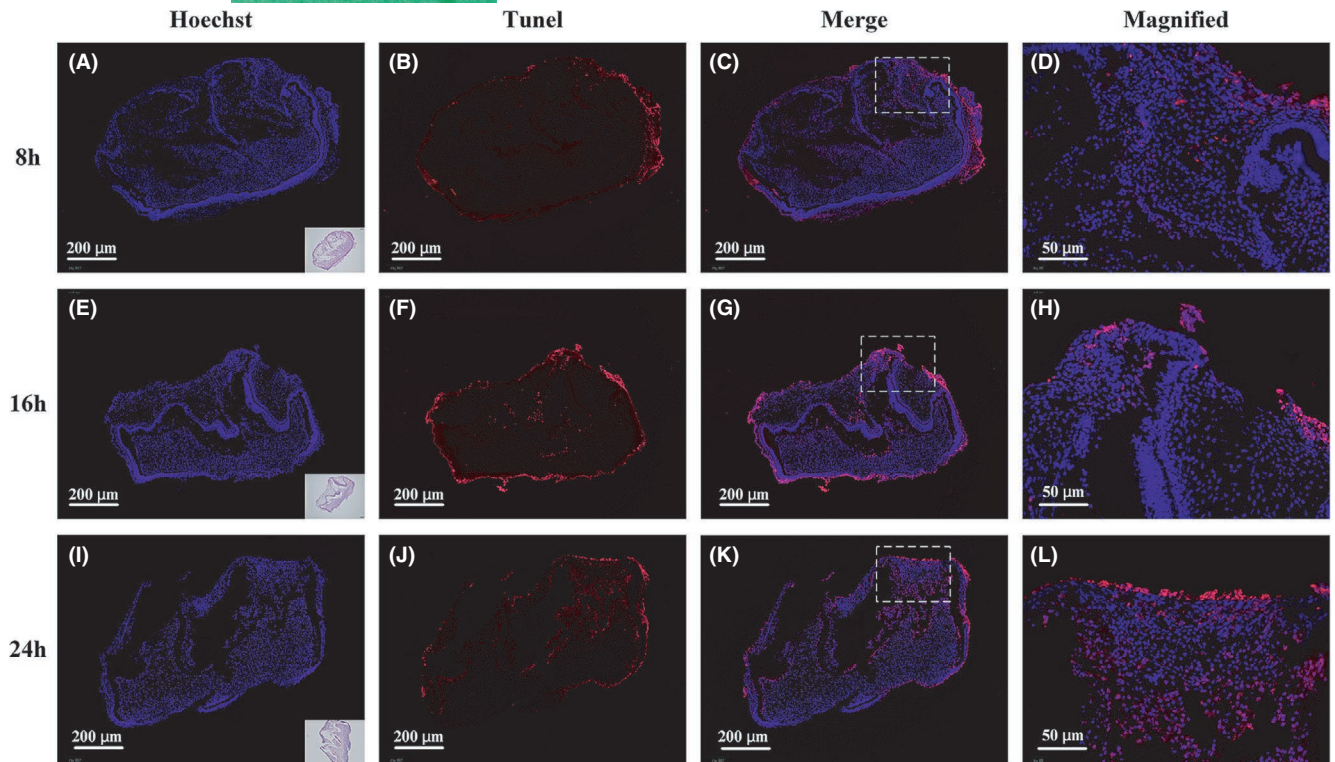 Hoechst Tunel Merge Magnified
8h (A) (B) (C) (D)
200 µm 200 µm 200 µm 50 µm
16h (E) (F) (G) (H)
200 µm 200 µm 200 µm 50 µm
24h (I) (J) (K) (L)
200 µm 200 µm 200 µm 50 µm